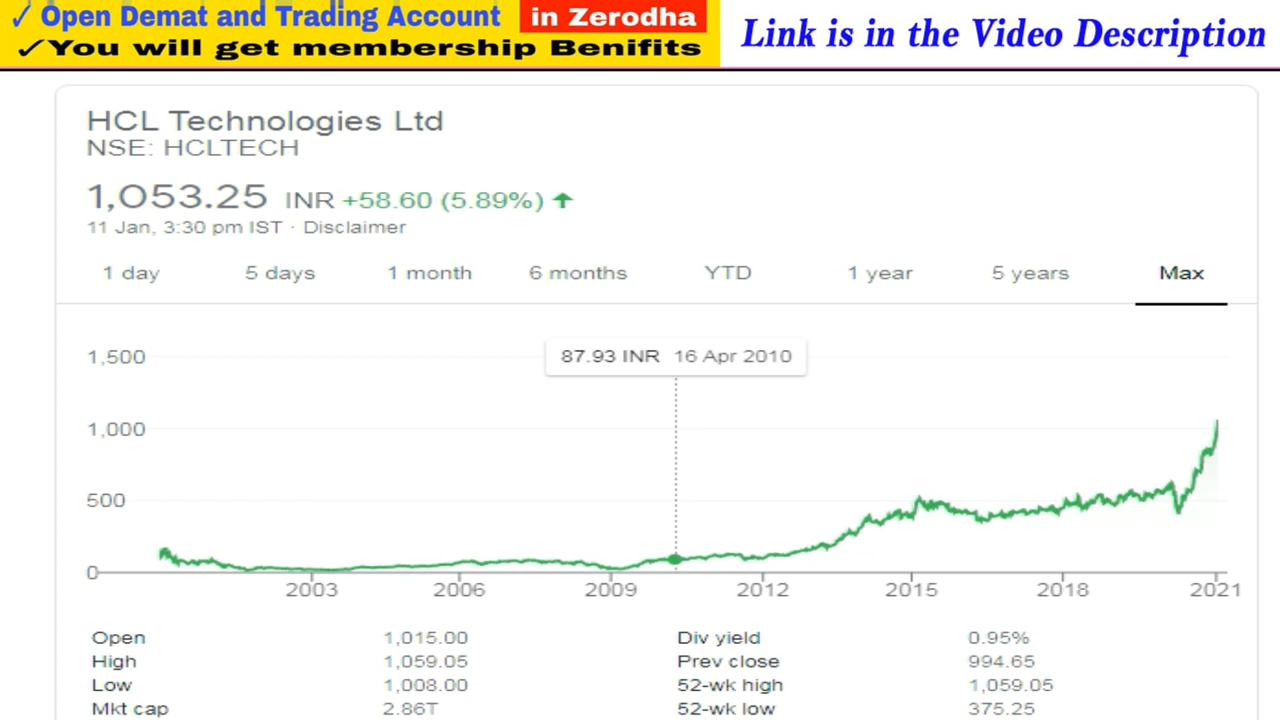 ✓ Open Demat and Trading Account in Zerodha
✓You will get membership Benifits
Link is in the Video Description
HCL Technologies Ltd
NSE: HCLTECH
1,053.25 INR +58.60 (5.89%) ↑
11 Jan, 3:30 pm IST · Disclaimer
1 day 5 days 1 month 6 months YTD 1 year 5 years Max
87.93 INR 16 Apr 2010
1,500
1,000
500
0
2003 2006 2009 2012 2015 2018 2021
Open 1,015.00 Div yield 0.95%
High 1,059.05 Prev close 994.65
Low 1,008.00 52-wk high 1,059.05
Mkt cap 2.86T 52-wk low 375.25